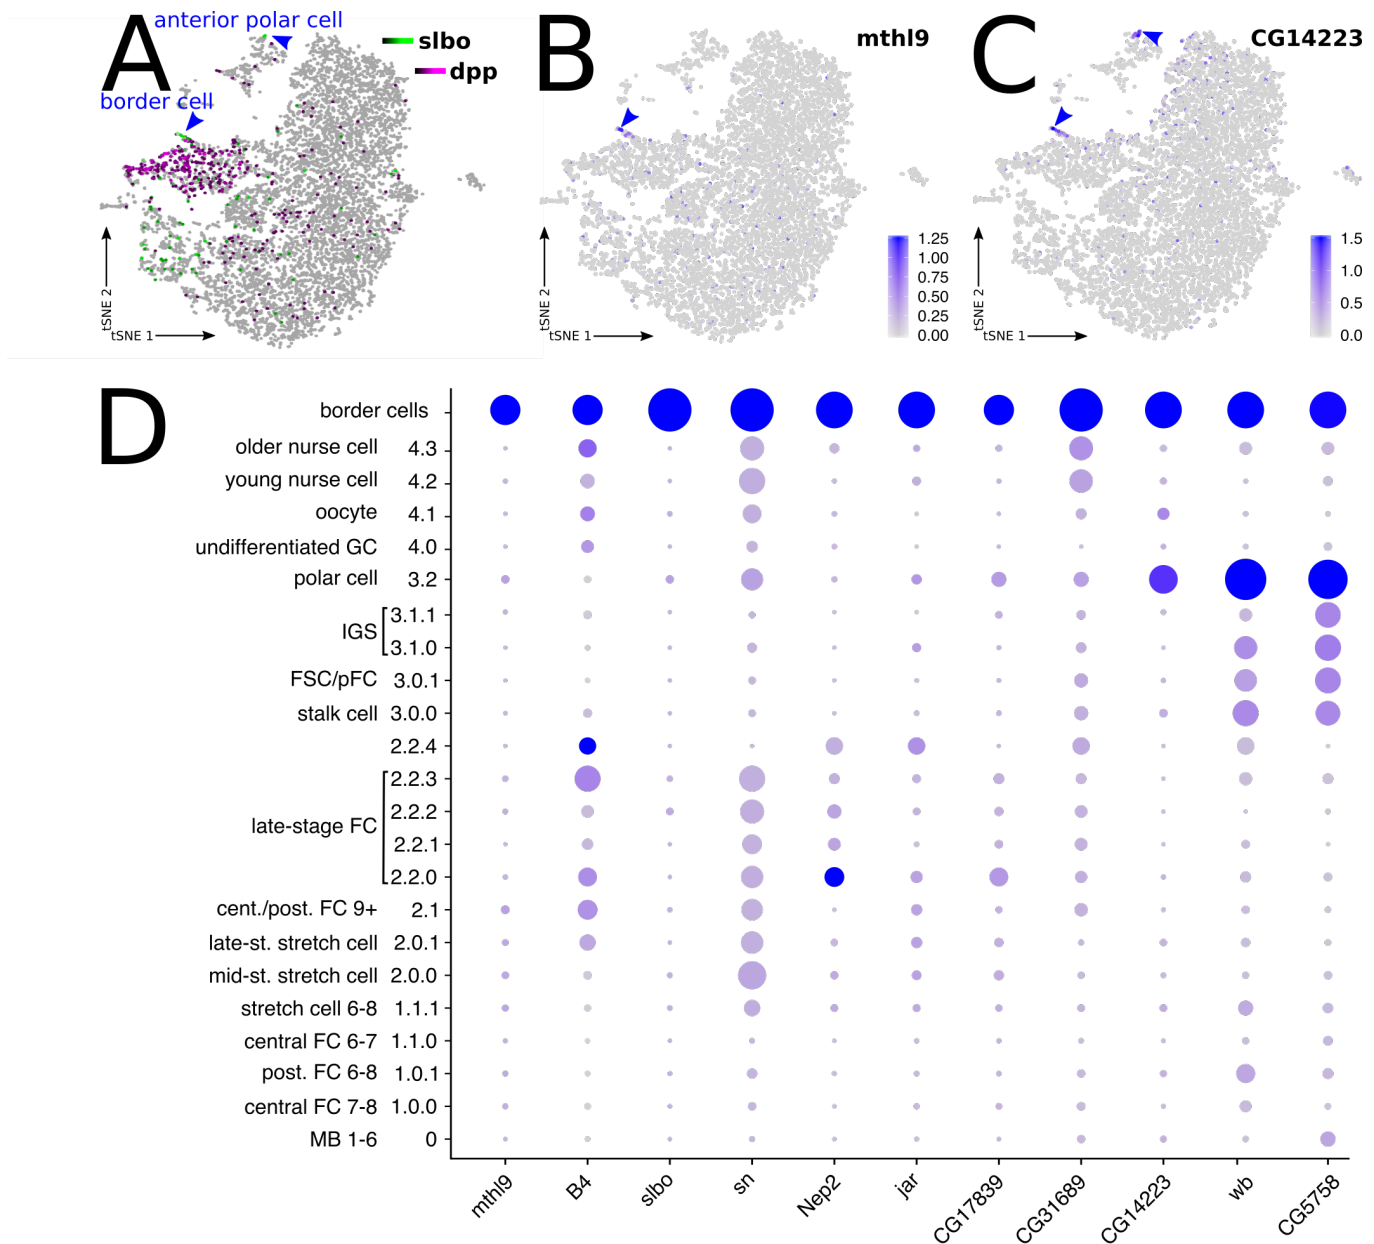 A
anterior polar cell
slbo
dpp
border cell
tSNE 2
tSNE 1
B
mthl9
1.25
1.00
0.75
0.50
0.25
0.00
tSNE 2
tSNE 1
C
CG14223
1.5
1.0
0.5
0.0
tSNE 2
tSNE 1
D
border cells
older nurse cell 4.3
young nurse cell 4.2
oocyte 4.1
undifferentiated GC 4.0
polar cell 3.2
IGS
3.1.1
3.1.0
FSC/pFC 3.0.1
stalk cell 3.0.0
2.2.4
late-stage FC
2.2.3
2.2.2
2.2.1
2.2.0
cent./post. FC 9+ 2.1
late-st. stretch cell 2.0.1
mid-st. stretch cell 2.0.0
stretch cell 6-8 1.1.1
central FC 6-7 1.1.0
post. FC 6-8 1.0.1
central FC 7-8 1.0.0
MB 1-6 0
mthl9
B4
slbo
sn
Nep2
jar
CG17839
CG31689
CG14223
wb
CG5758